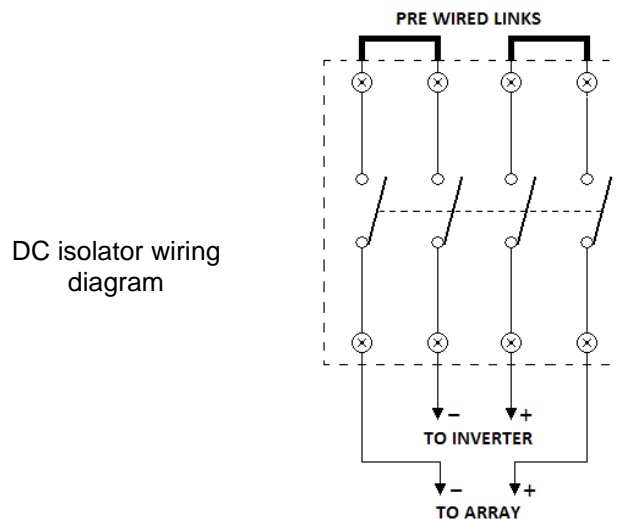 PRE WIRED LINKS
DC isolator wiring
diagram
− +
TO INVERTER
− +
TO ARRAY